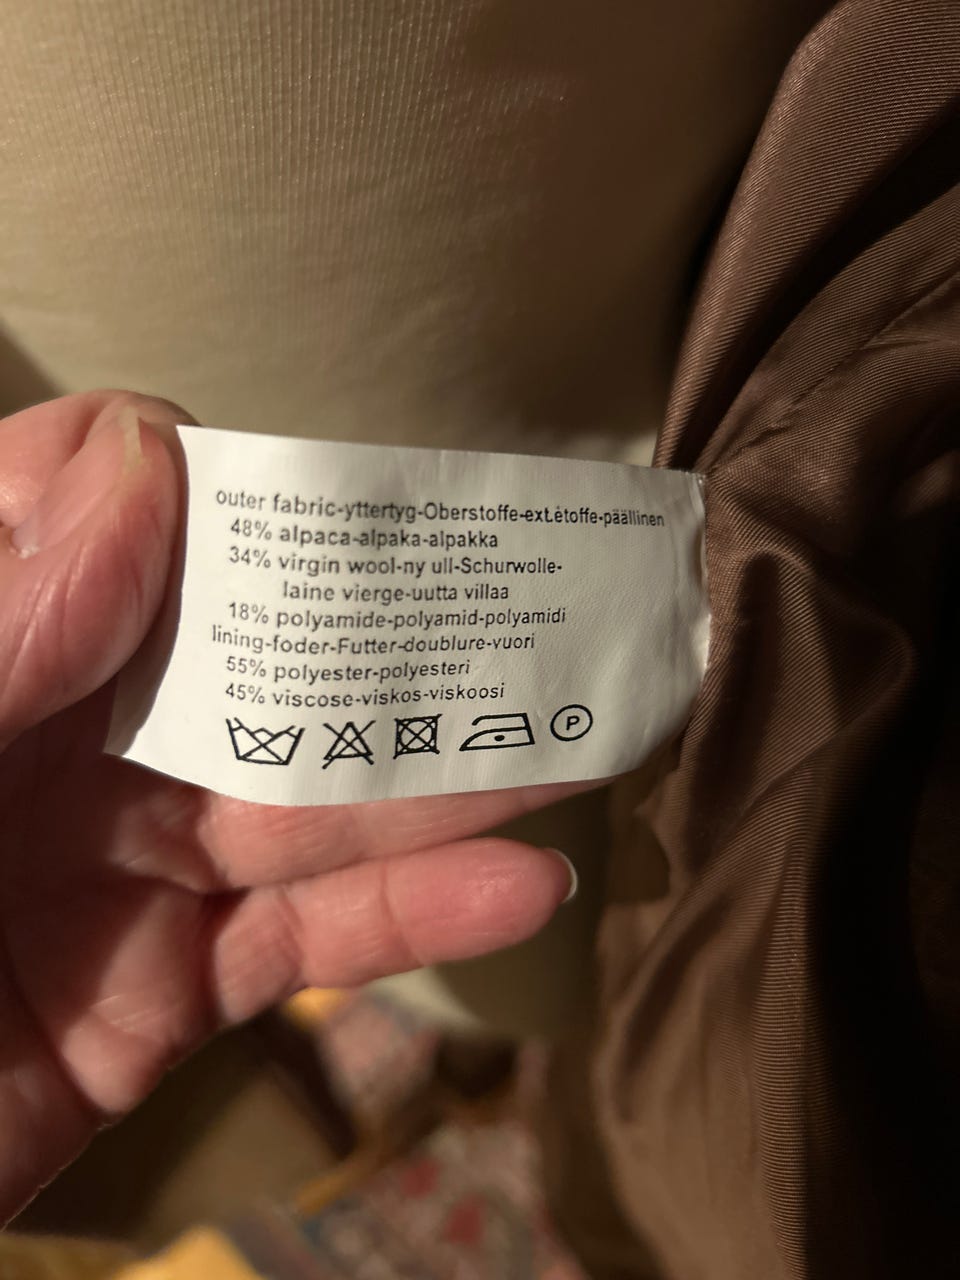 outer fabric-yttertyg-Oberstoffe-ext.ètoffe-päällinen
48% alpaca-alpaka-alpakka
34% virgin wool-ny ull-Schurwolle-
laine vierge-uutta villaa
18% polyamide-polyamid-polyamidi
lining-foder-Futter-doublure-vuori
55% polyester-polyesteri
45% viscose-viskos-viskoosi
P